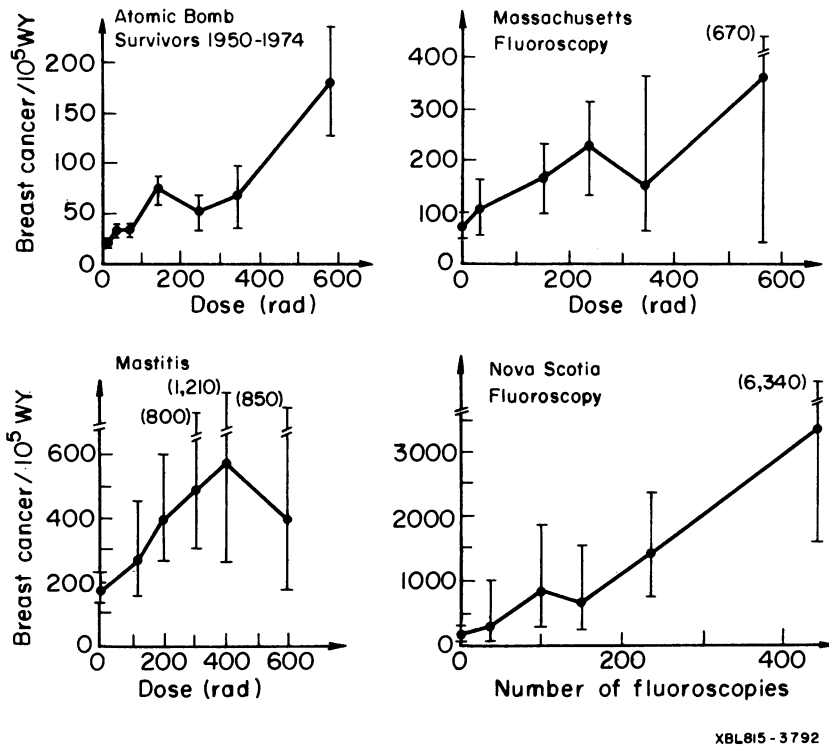 Atomic Bomb
Survivors 1950-1974
Breast cancer/10⁵WY
200
150
100
50
0
0 200 400 600
Dose (rad)
Massachusetts
Fluoroscopy
(670)
400
300
200
100
0
0 200 400 600
Dose (rad)
Mastitis
(1,210)
(800)
(850)
Breast cancer/10⁵WY
600
400
200
0
0 200 400 600
Dose (rad)
Nova Scotia
Fluoroscopy
(6,340)
3000
2000
1000
0
0 200 400
Number of fluoroscopies
XBL815-3792